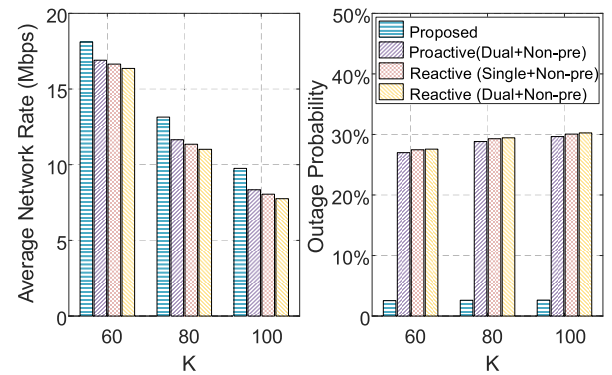 Average Network Rate (Mbps)
20
15
10
5
0
60 80 100
K
Outage Probability
50%
40%
30%
20%
10%
0
60 80 100
K
Proposed
Proactive(Dual+Non-pre)
Reactive (Single+Non-pre)
Reactive (Dual+Non-pre)